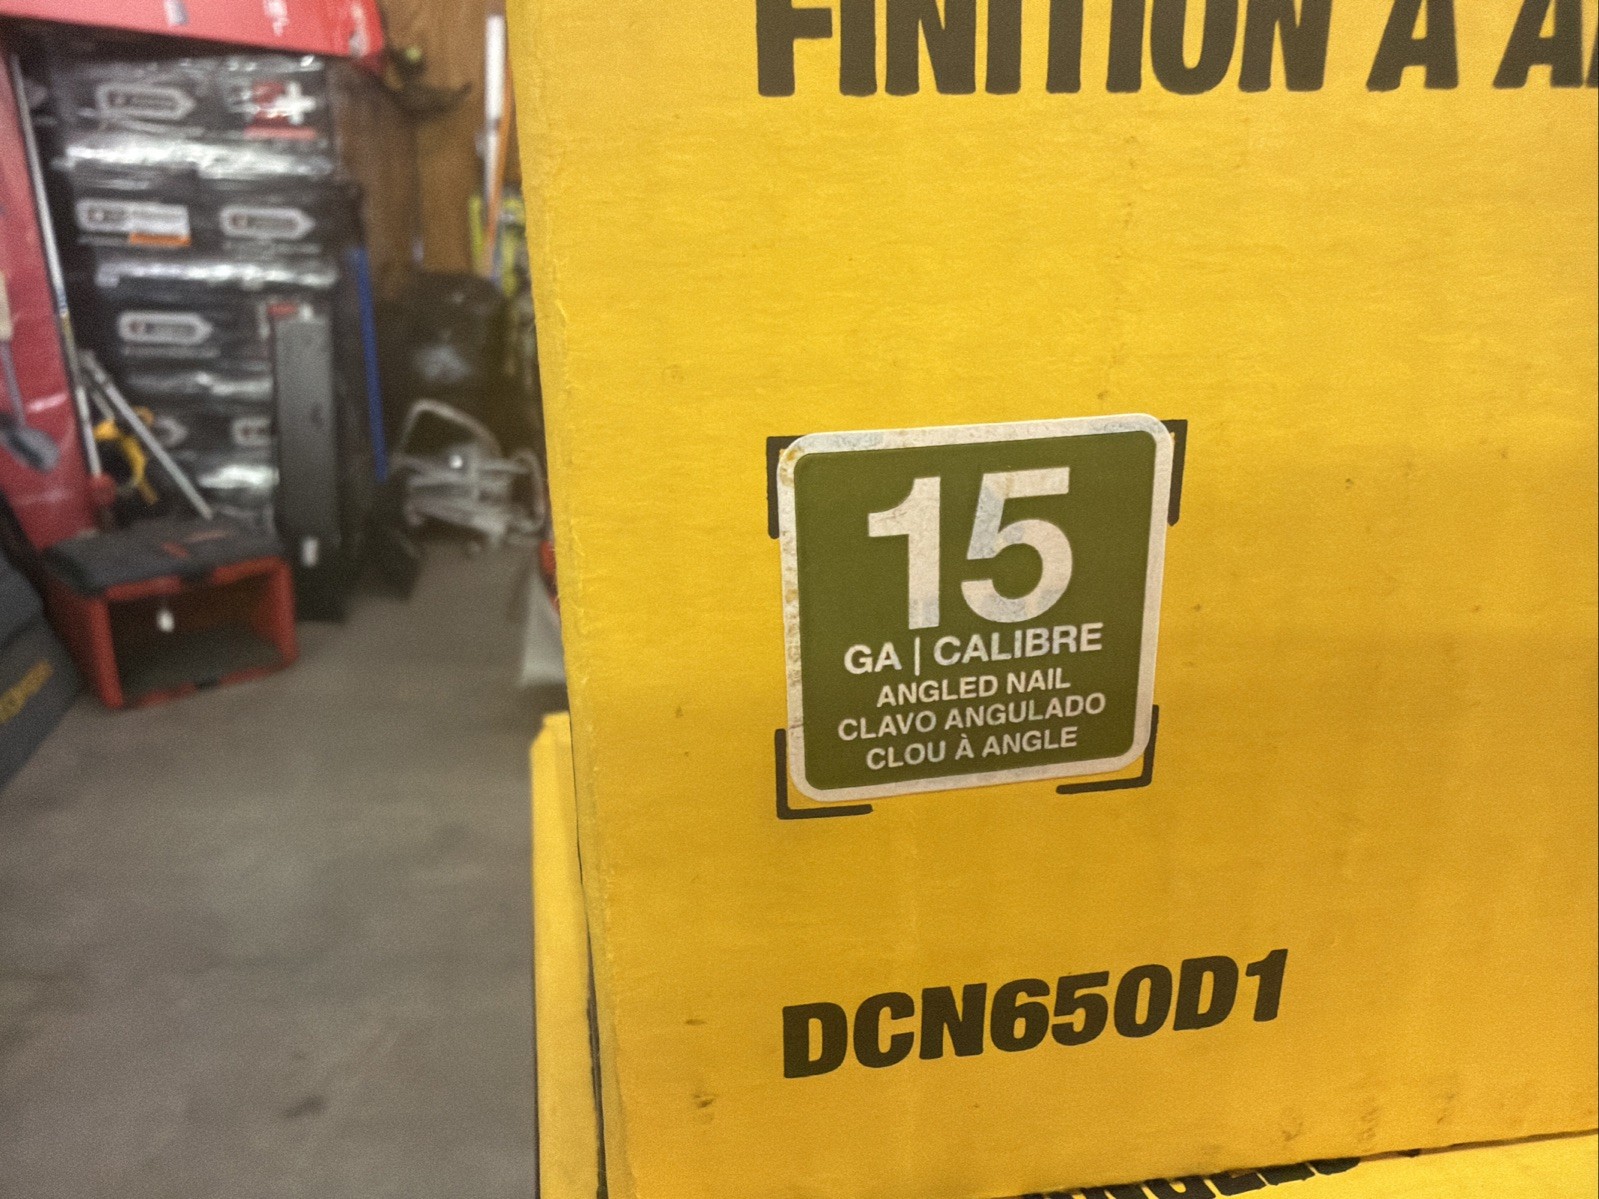 FINITION À
15
GA | CALIBRE
ANGLED NAIL
CLAVO ANGULADO
CLOU À ANGLE
DCN650D1